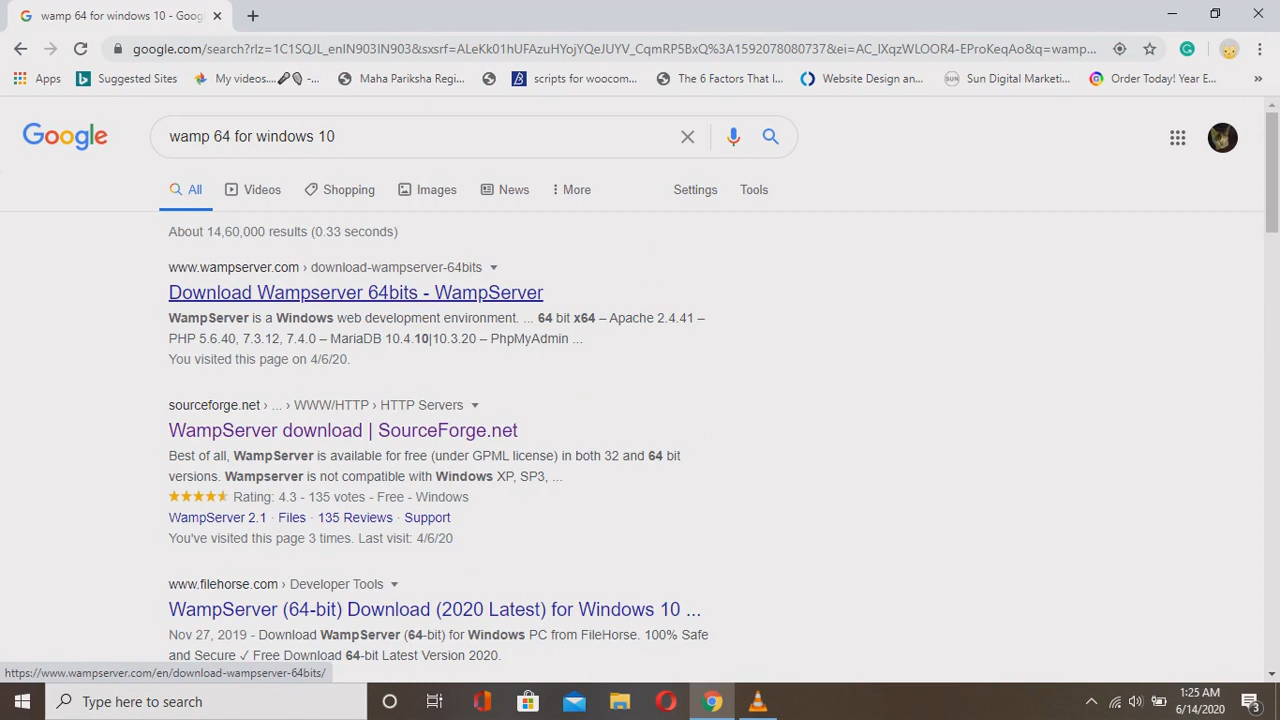 wamp 64 for windows 10 - Goog
google.com/search?rlz=1C1SQJL_enIN903IN903&sxsrf=ALeKk01hUFAzuHYojYQeJUYV_CqmRP5BxQ%3A1592078080737&ei=AC_lXqzWLOOR4-EProKeqAo&q=wamp...
Apps Suggested Sites My videos....🎤🎸 -... Maha Pariksha Regi... scripts for woocom... The 6 Factors That I... Website Design an... Sun Digital Marketi... Order Today! Year E... »
Google wamp 64 for windows 10
All Videos Shopping Images News More Settings Tools
About 14,60,000 results (0.33 seconds)
www.wampserver.com › download-wampserver-64bits
Download Wampserver 64bits - WampServer
WampServer is a Windows web development environment. ... 64 bit x64 – Apache 2.4.41 –
PHP 5.6.40, 7.3.12, 7.4.0 – MariaDB 10.4.10|10.3.20 – PhpMyAdmin ...
You visited this page on 4/6/20.
sourceforge.net › ... › WWW/HTTP › HTTP Servers
WampServer download | SourceForge.net
Best of all, WampServer is available for free (under GPML license) in both 32 and 64 bit
versions. Wampserver is not compatible with Windows XP, SP3, ...
Rating: 4.3 - 135 votes - Free - Windows
WampServer 2.1 · Files · 135 Reviews · Support
You've visited this page 3 times. Last visit: 4/6/20
www.filehorse.com › Developer Tools
WampServer (64-bit) Download (2020 Latest) for Windows 10 ...
Nov 27, 2019 - Download WampServer (64-bit) for Windows PC from FileHorse. 100% Safe
and Secure ✓ Free Download 64-bit Latest Version 2020.
https://www.wampserver.com/en/download-wampserver-64bits/
Type here to search
1:25 AM
6/14/2020
3